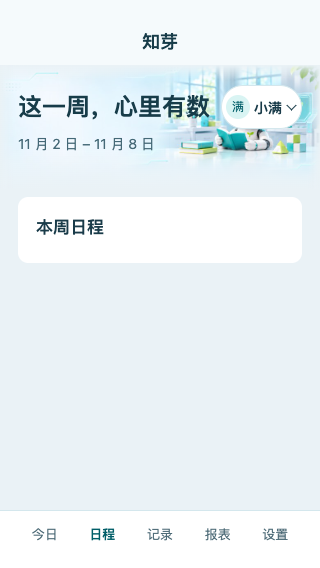 知芽
这一周，心里有数
满 小满
11 月 2 日 – 11 月 8 日
本周日程
今日 日程 记录 报表 设置